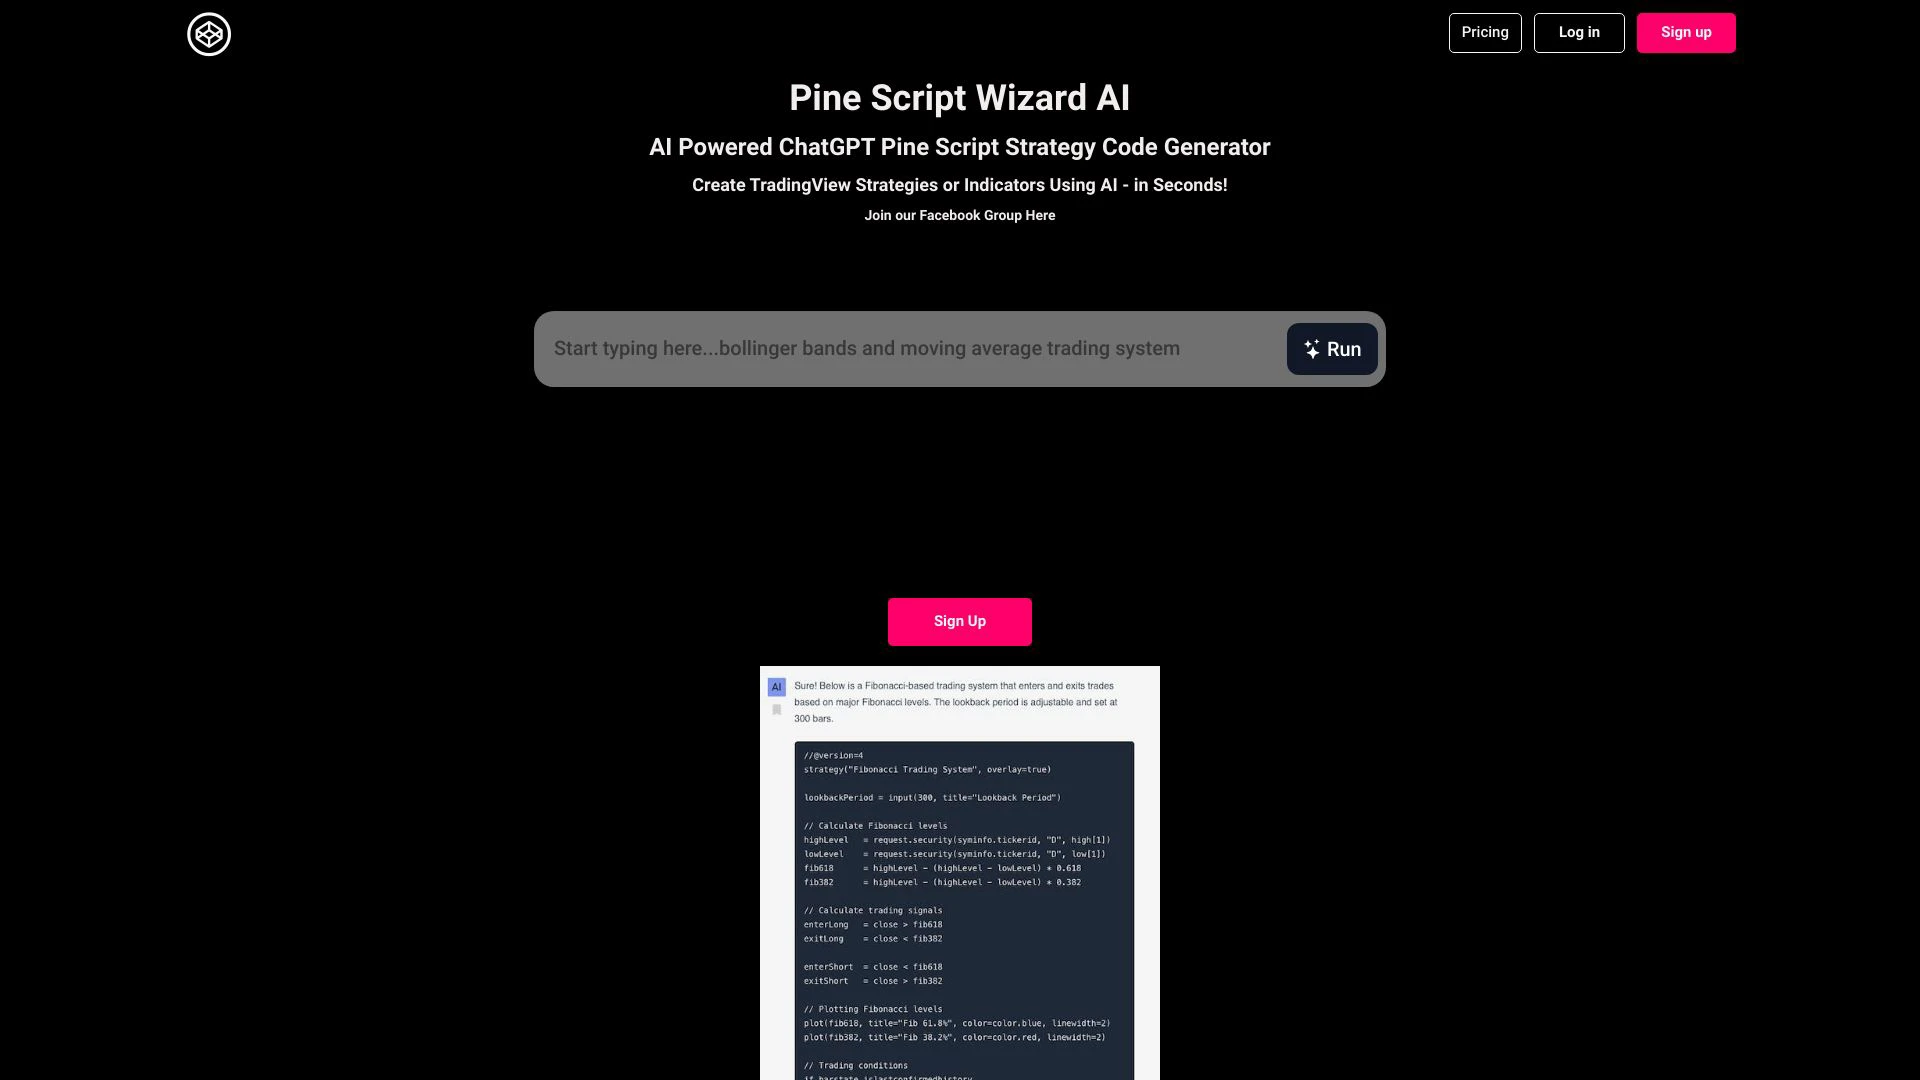 Pricing
Log in
Sign up
Pine Script Wizard AI
AI Powered ChatGPT Pine Script Strategy Code Generator
Create TradingView Strategies or Indicators Using AI - in Seconds!
Join our Facebook Group Here
Start typing here...bollinger bands and moving average trading system
Run
Sign Up
AI
Sure! Below is a Fibonacci-based trading system that enters and exits trades
based on major Fibonacci levels. The lookback period is adjustable and set at
300 bars.
//@version=4
strategy("Fibonacci Trading System", overlay=true)
lookbackPeriod = input(300, title="Lookback Period")
// Calculate Fibonacci levels
highLevel = request.security(syminfo.tickerid, "D", high[1])
lowLevel = request.security(syminfo.tickerid, "D", low[1])
fib618 = highLevel - (highLevel - lowLevel) * 0.618
fib382 = highLevel - (highLevel - lowLevel) * 0.382
// Calculate trading signals
enterLong = close > fib618
exitLong = close < fib382
enterShort = close < fib618
exitShort = close > fib382
// Plotting Fibonacci levels
plot(fib618, title="Fib 61.8%", color=color.blue, linewidth=2)
plot(fib382, title="Fib 38.2%", color=color.red, linewidth=2)
// Trading conditions
if barstate.islastconfirmedhistory